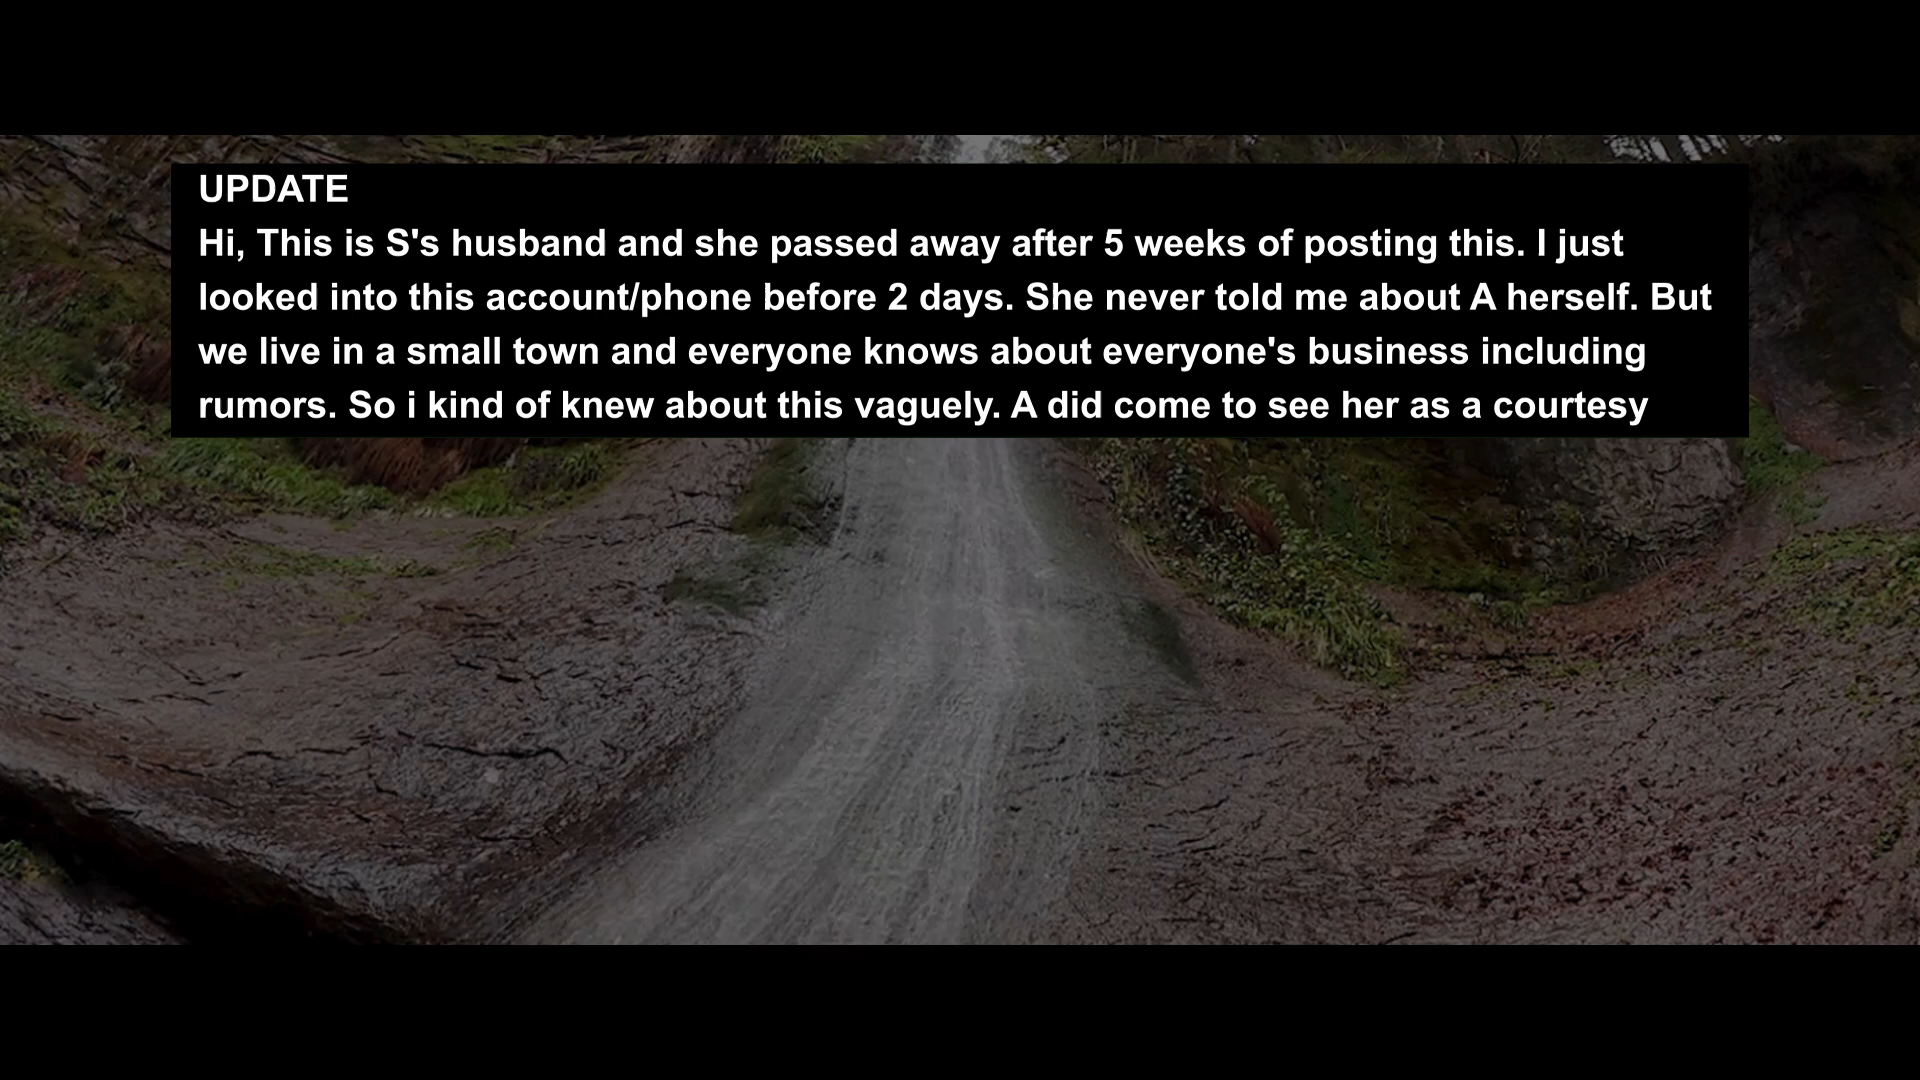 UPDATE
Hi, This is S's husband and she passed away after 5 weeks of posting this. I just
looked into this account/phone before 2 days. She never told me about A herself. But
we live in a small town and everyone knows about everyone's business including
rumors. So i kind of knew about this vaguely. A did come to see her as a courtesy